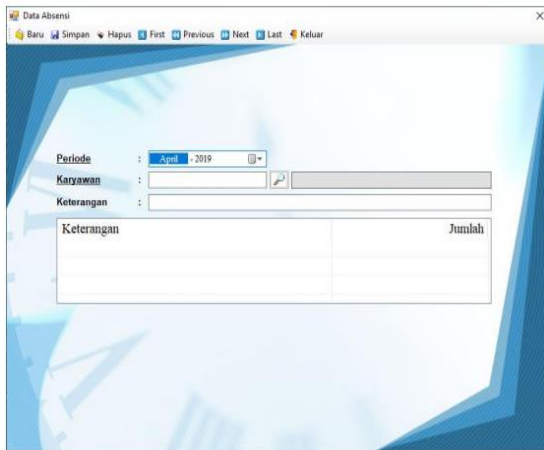 Data Absensi
Baru Simpan Hapus First Previous Next Last Keluar
Periode : April - 2019
Karyawan :
Keterangan :
Keterangan Jumlah